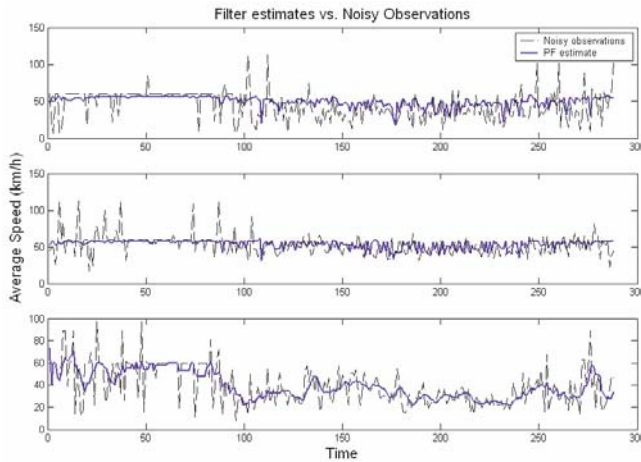 Filter estimates vs. Noisy Observations
150
100
50
0
Noisy observations
PF estimate
0 50 100 150 200 250 300
Average Speed (km/h)
150
100
50
0
0 50 100 150 200 250 300
100
80
60
40
20
0
0 50 100 150 200 250 300
Time